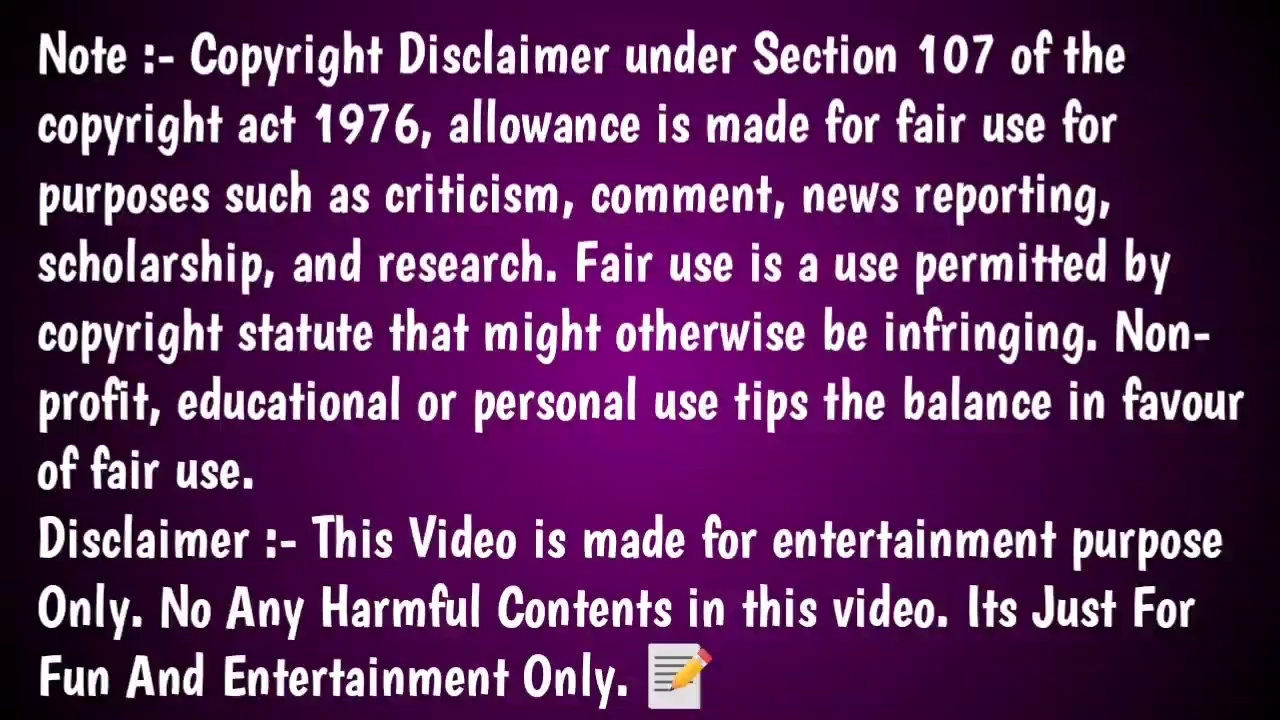 Note :- Copyright Disclaimer under Section 107 of the
copyright act 1976, allowance is made for fair use for
purposes such as criticism, comment, news reporting,
scholarship, and research. Fair use is a use permitted by
copyright statute that might otherwise be infringing. Non-
profit, educational or personal use tips the balance in favour
of fair use.
Disclaimer :- This Video is made for entertainment purpose
Only. No Any Harmful Contents in this video. Its Just For
Fun And Entertainment Only. 📝